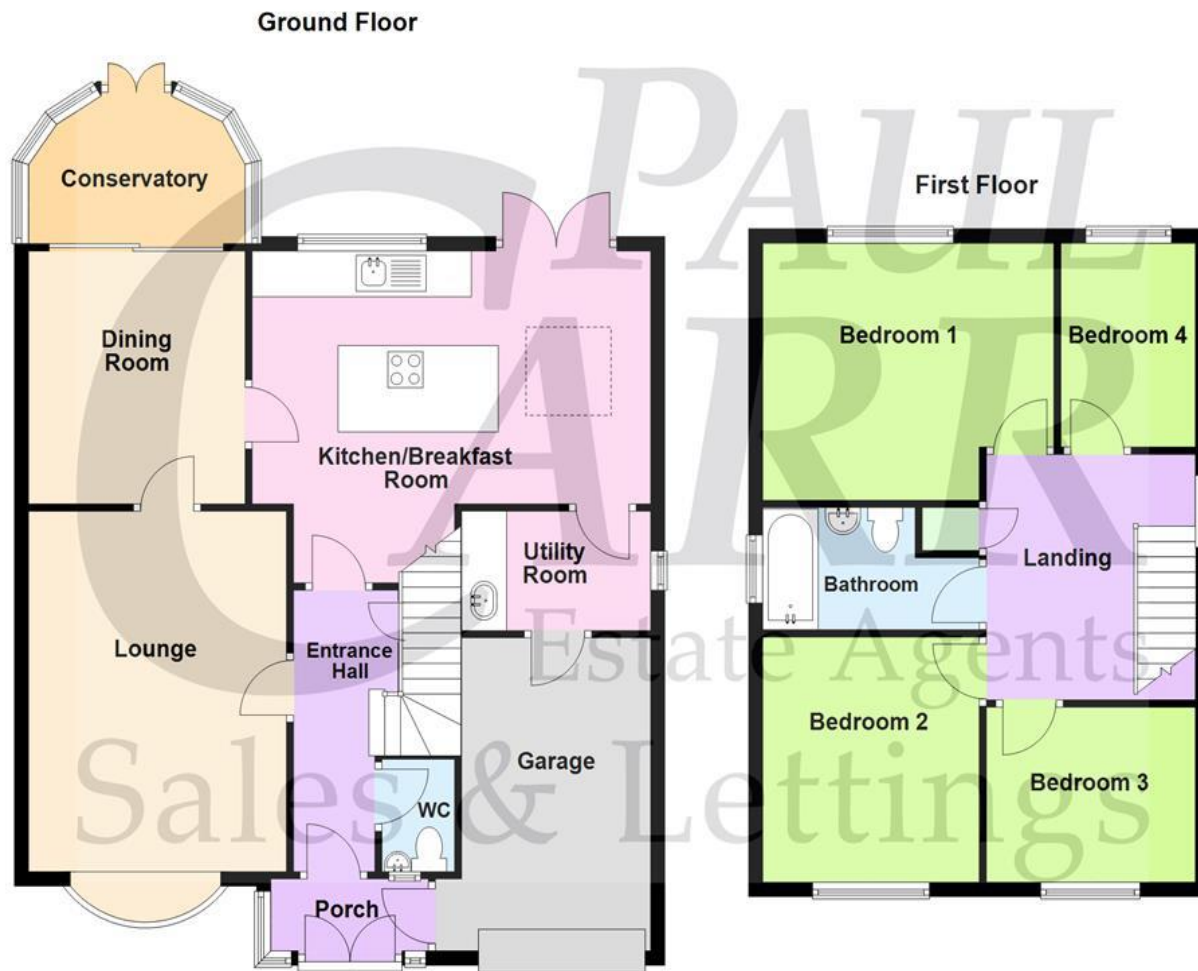 Ground Floor
Conservatory
Dining
Room
Kitchen/Breakfast
Room
Utility
Room
Lounge
Entrance
Hall
Garage
WC
Porch
First Floor
Bedroom 1
Bedroom 4
Landing
Bathroom
Bedroom 2
Bedroom 3
PAUL
CARR
Estate Agents
Sales & Lettings